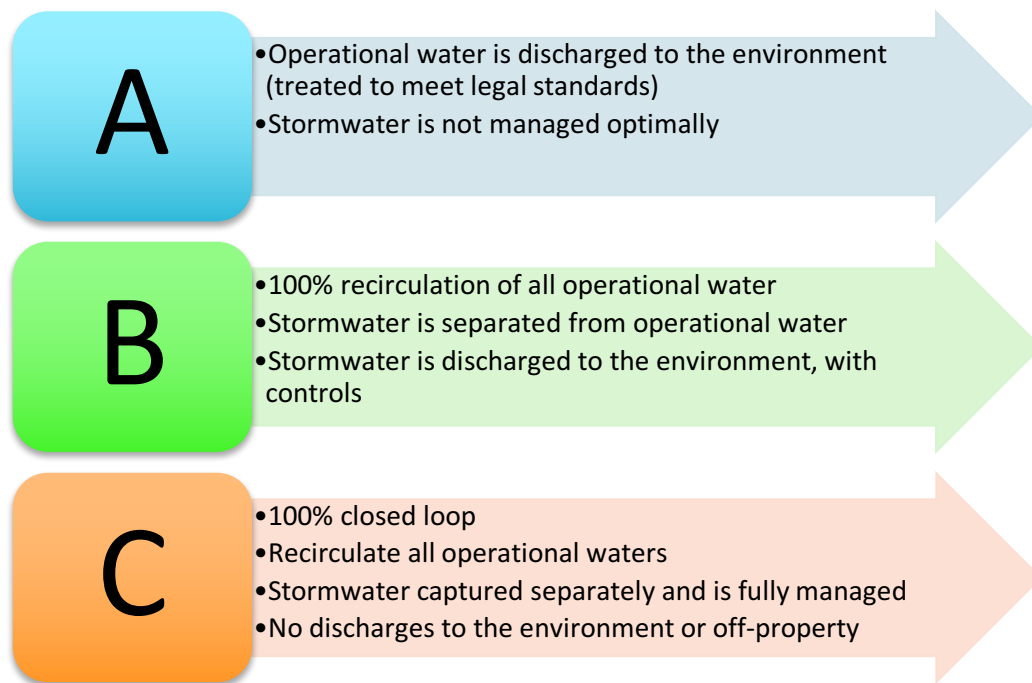 A
•Operational water is discharged to the environment
(treated to meet legal standards)
•Stormwater is not managed optimally
B
•100% recirculation of all operational water
•Stormwater is separated from operational water
•Stormwater is discharged to the environment, with
controls
C
•100% closed loop
•Recirculate all operational waters
•Stormwater captured separately and is fully managed
•No discharges to the environment or off-property